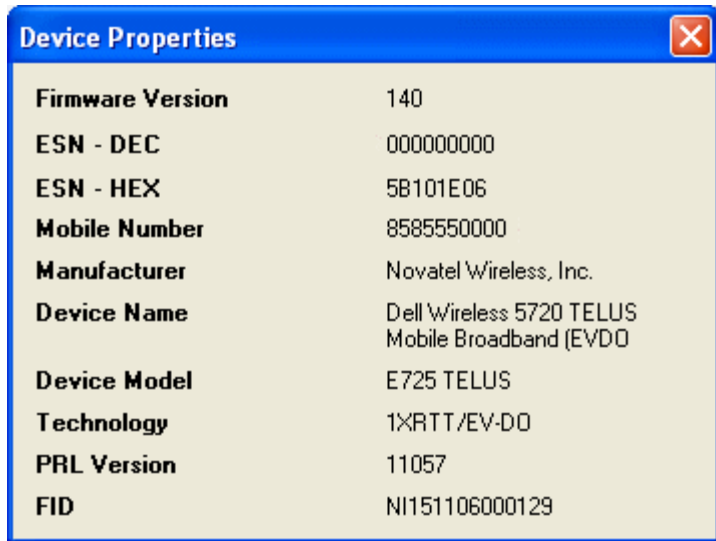 Device Properties
Firmware Version 140
ESN - DEC 000000000
ESN - HEX 5B101E06
Mobile Number 8585550000
Manufacturer Novatel Wireless, Inc.
Device Name Dell Wireless 5720 TELUS
Mobile Broadband (EVDO
Device Model E725 TELUS
Technology 1XRTT/EV-DO
PRL Version 11057
FID NI151106000129